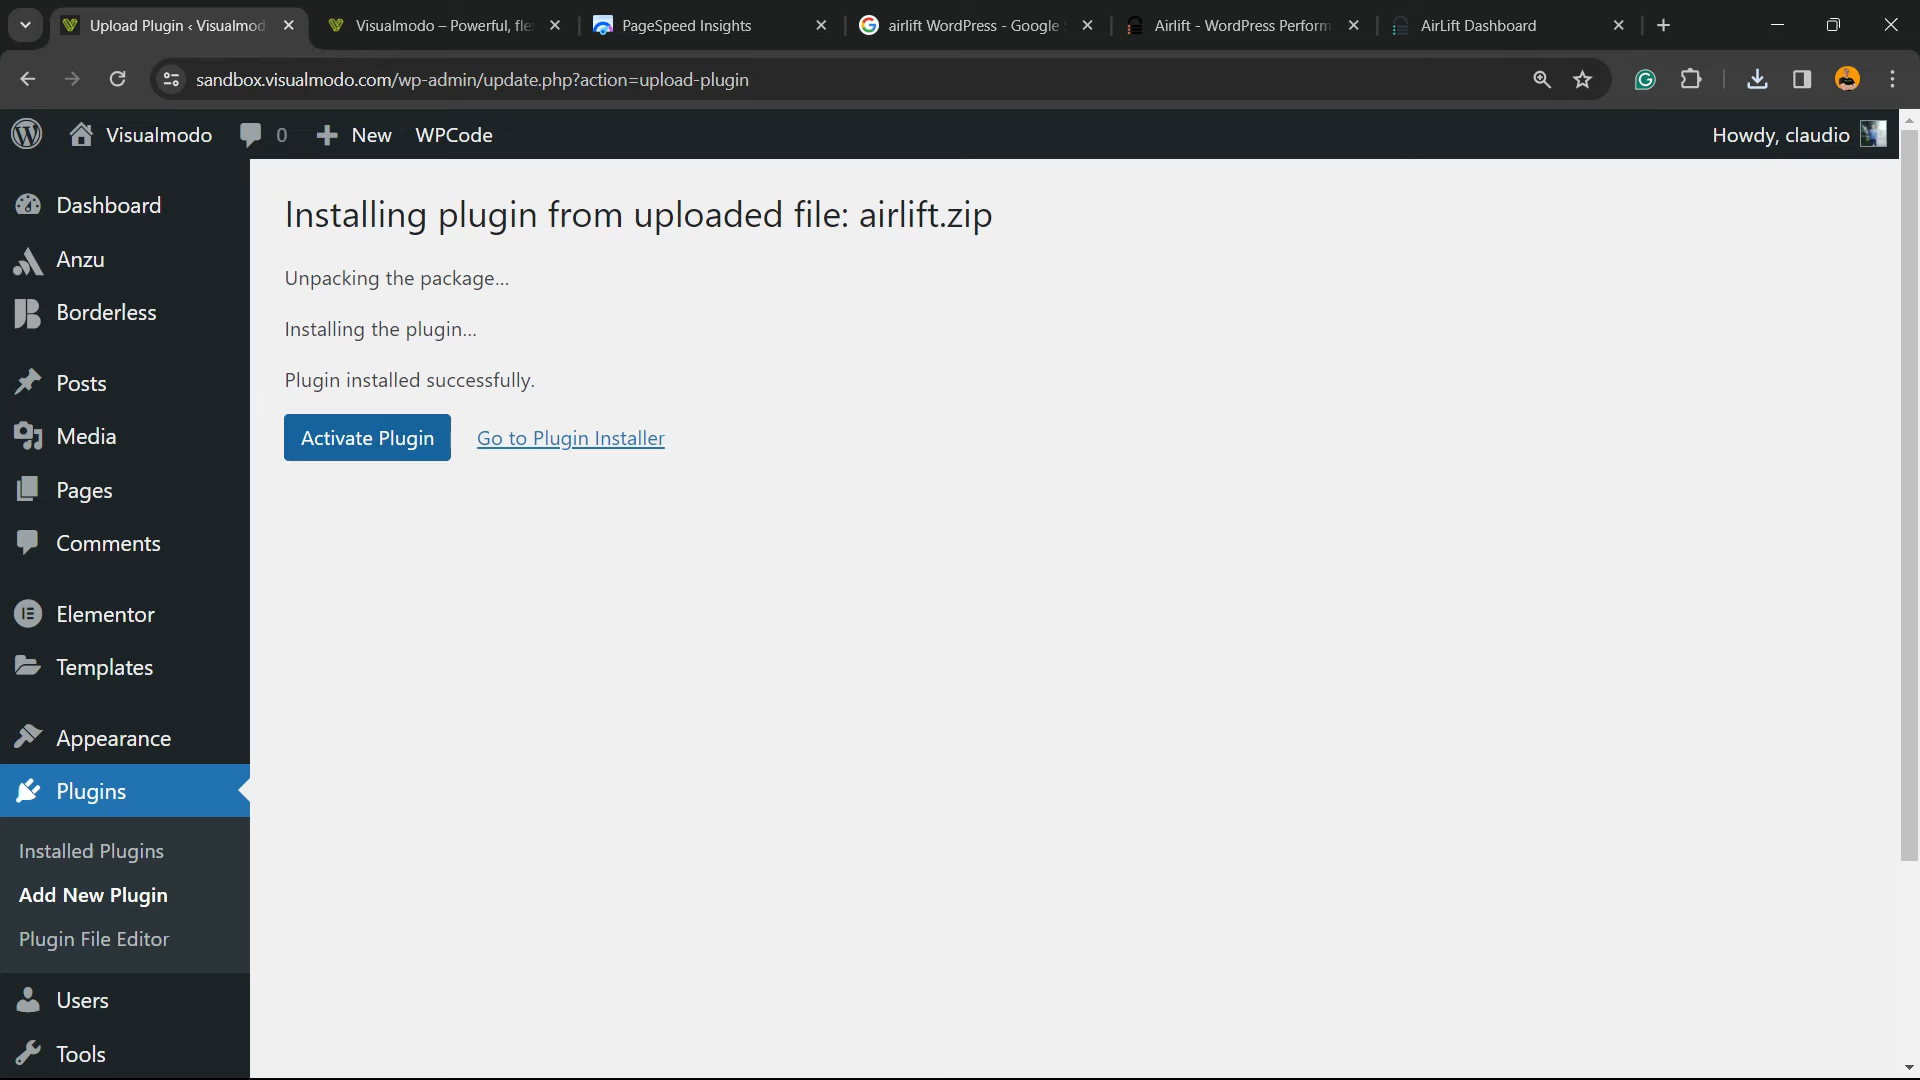 Upload Plugin ‹ Visualmod
Visualmodo – Powerful, fle
PageSpeed Insights
airlift WordPress - Google
Airlift - WordPress Perform
AirLift Dashboard
sandbox.visualmodo.com/wp-admin/update.php?action=upload-plugin
Visualmodo
0
New
WPCode
Howdy, claudio
Dashboard
Anzu
Borderless
Posts
Media
Pages
Comments
Elementor
Templates
Appearance
Plugins
Installed Plugins
Add New Plugin
Plugin File Editor
Users
Tools
Installing plugin from uploaded file: airlift.zip
Unpacking the package…
Installing the plugin…
Plugin installed successfully.
Activate Plugin
Go to Plugin Installer